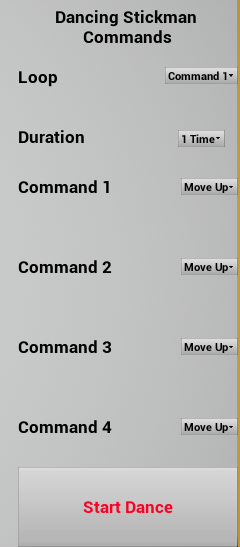 Dancing Stickman
Commands
Loop Command 1
Duration 1 Time
Command 1 Move Up
Command 2 Move Up
Command 3 Move Up
Command 4 Move Up
Start Dance